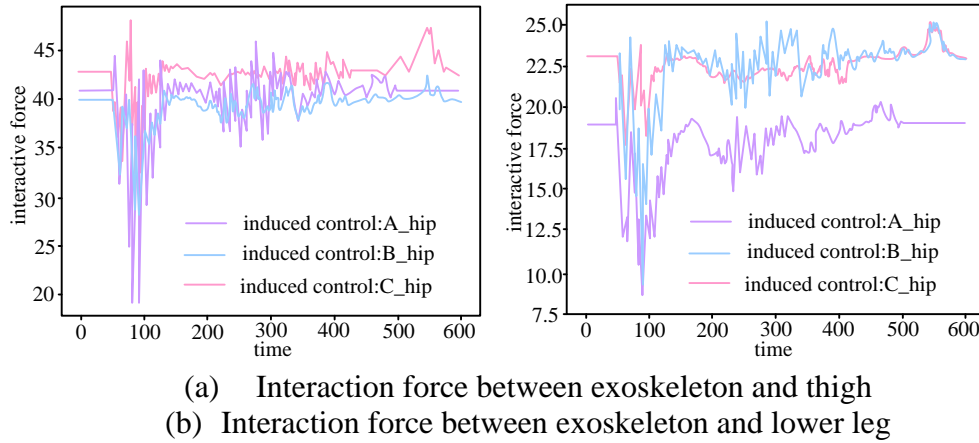 45
40
35
30
25
20
interactive force
0
100
200
300
400
500
600
time
induced control:A_hip
induced control:B_hip
induced control:C_hip
25.0
22.5
20.0
17.5
15.0
12.5
10.0
7.5
interactive force
0
100
200
300
400
500
600
time
induced control:A_hip
induced control:B_hip
induced control:C_hip
(a) Interaction force between exoskeleton and thigh
(b) Interaction force between exoskeleton and lower leg